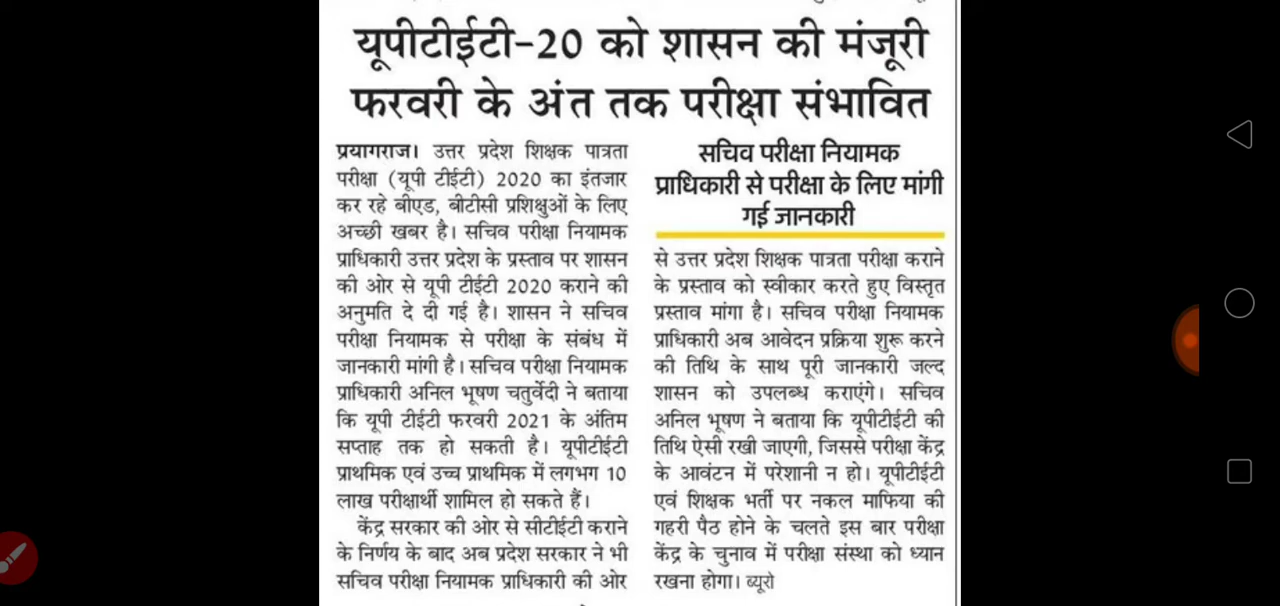 यूपीटीईटी-20 को शासन की मंजूरी
फरवरी के अंत तक परीक्षा संभावित
प्रयागराज। उत्तर प्रदेश शिक्षक पात्रता
परीक्षा (यूपी टीईटी) 2020 का इंतजार
कर रहे बीएड, बीटीसी प्रशिक्षुओं के लिए
अच्छी खबर है। सचिव परीक्षा नियामक
प्राधिकारी उत्तर प्रदेश के प्रस्ताव पर शासन
की ओर से यूपी टीईटी 2020 कराने की
अनुमति दे दी गई है। शासन ने सचिव
परीक्षा नियामक से परीक्षा के संबंध में
जानकारी मांगी है। सचिव परीक्षा नियामक
प्राधिकारी अनिल भूषण चतुर्वेदी ने बताया
कि यूपी टीईटी फरवरी 2021 के अंतिम
सप्ताह तक हो सकती है। यूपीटीईटी
प्राथमिक एवं उच्च प्राथमिक में लगभग 10
लाख परीक्षार्थी शामिल हो सकते हैं।
केंद्र सरकार की ओर से सीटीईटी कराने
के निर्णय के बाद अब प्रदेश सरकार ने भी
सचिव परीक्षा नियामक प्राधिकारी की ओर
सचिव परीक्षा नियामक
प्राधिकारी से परीक्षा के लिए मांगी
गई जानकारी
से उत्तर प्रदेश शिक्षक पात्रता परीक्षा कराने
के प्रस्ताव को स्वीकार करते हुए विस्तृत
प्रस्ताव मांगा है। सचिव परीक्षा नियामक
प्राधिकारी अब आवेदन प्रक्रिया शुरू करने
की तिथि के साथ पूरी जानकारी जल्द
शासन को उपलब्ध कराएंगे। सचिव
अनिल भूषण ने बताया कि यूपीटीईटी की
तिथि ऐसी रखी जाएगी, जिससे परीक्षा केंद्र
के आवंटन में परेशानी न हो। यूपीटीईटी
एवं शिक्षक भर्ती पर नकल माफिया की
गहरी पैठ होने के चलते इस बार परीक्षा
केंद्र के चुनाव में परीक्षा संस्था को ध्यान
रखना होगा। ब्यूरो